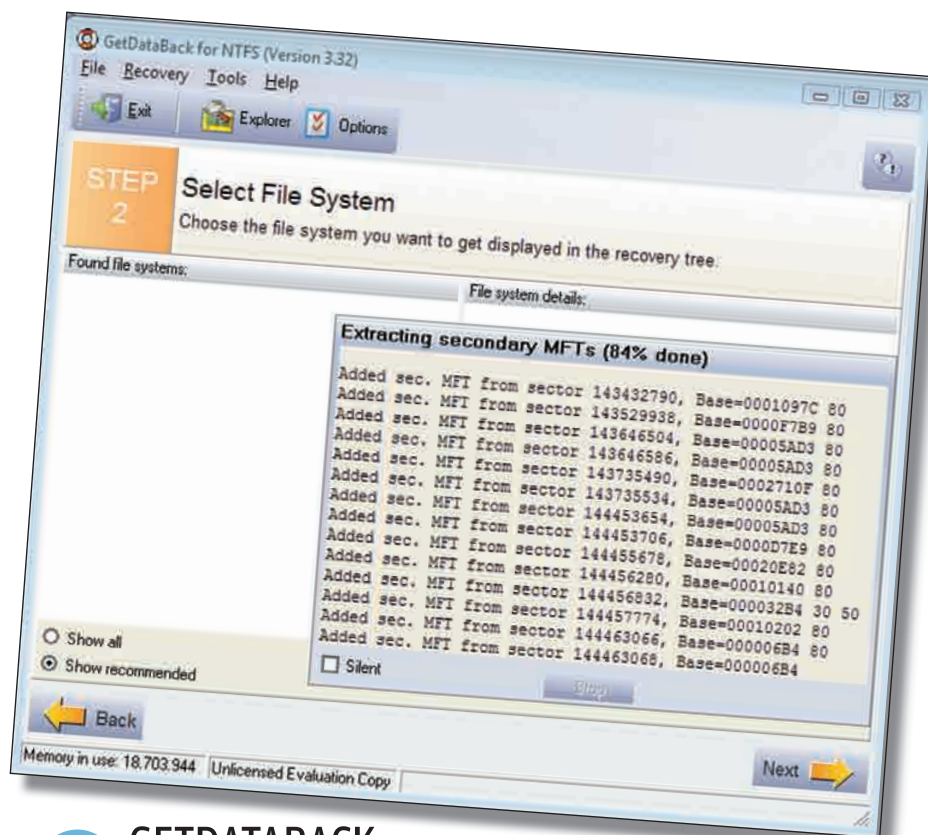 GetDataBack for NTFS (Version 3.32)
File Recovery Tools Help
Exit Explorer Options
STEP
2
Select File System
Choose the file system you want to get displayed in the recovery tree.
Found file systems:
File system details:
Extracting secondary MFTs (84% done)
Added sec. MFT from sector 143432790, Base=0001097C 80
Added sec. MFT from sector 143529938, Base=0000F7B9 80
Added sec. MFT from sector 143646504, Base=00005AD3 80
Added sec. MFT from sector 143646586, Base=00005AD3 80
Added sec. MFT from sector 143735490, Base=0002710F 80
Added sec. MFT from sector 143735534, Base=00005AD3 80
Added sec. MFT from sector 144453654, Base=00005AD3 80
Added sec. MFT from sector 144453706, Base=0000D7E9 80
Added sec. MFT from sector 144455678, Base=00020E82 80
Added sec. MFT from sector 144456280, Base=00010140 80
Added sec. MFT from sector 144456832, Base=000032B4 30 50
Added sec. MFT from sector 144457774, Base=00010202 80
Added sec. MFT from sector 144463066, Base=000006B4 80
Added sec. MFT from sector 144463068, Base=000006B4
Show all
Show recommended
Silent
Stop
Back
Next
Memory in use: 18.703.944 Unlicensed Evaluation Copy
GETDATABACK